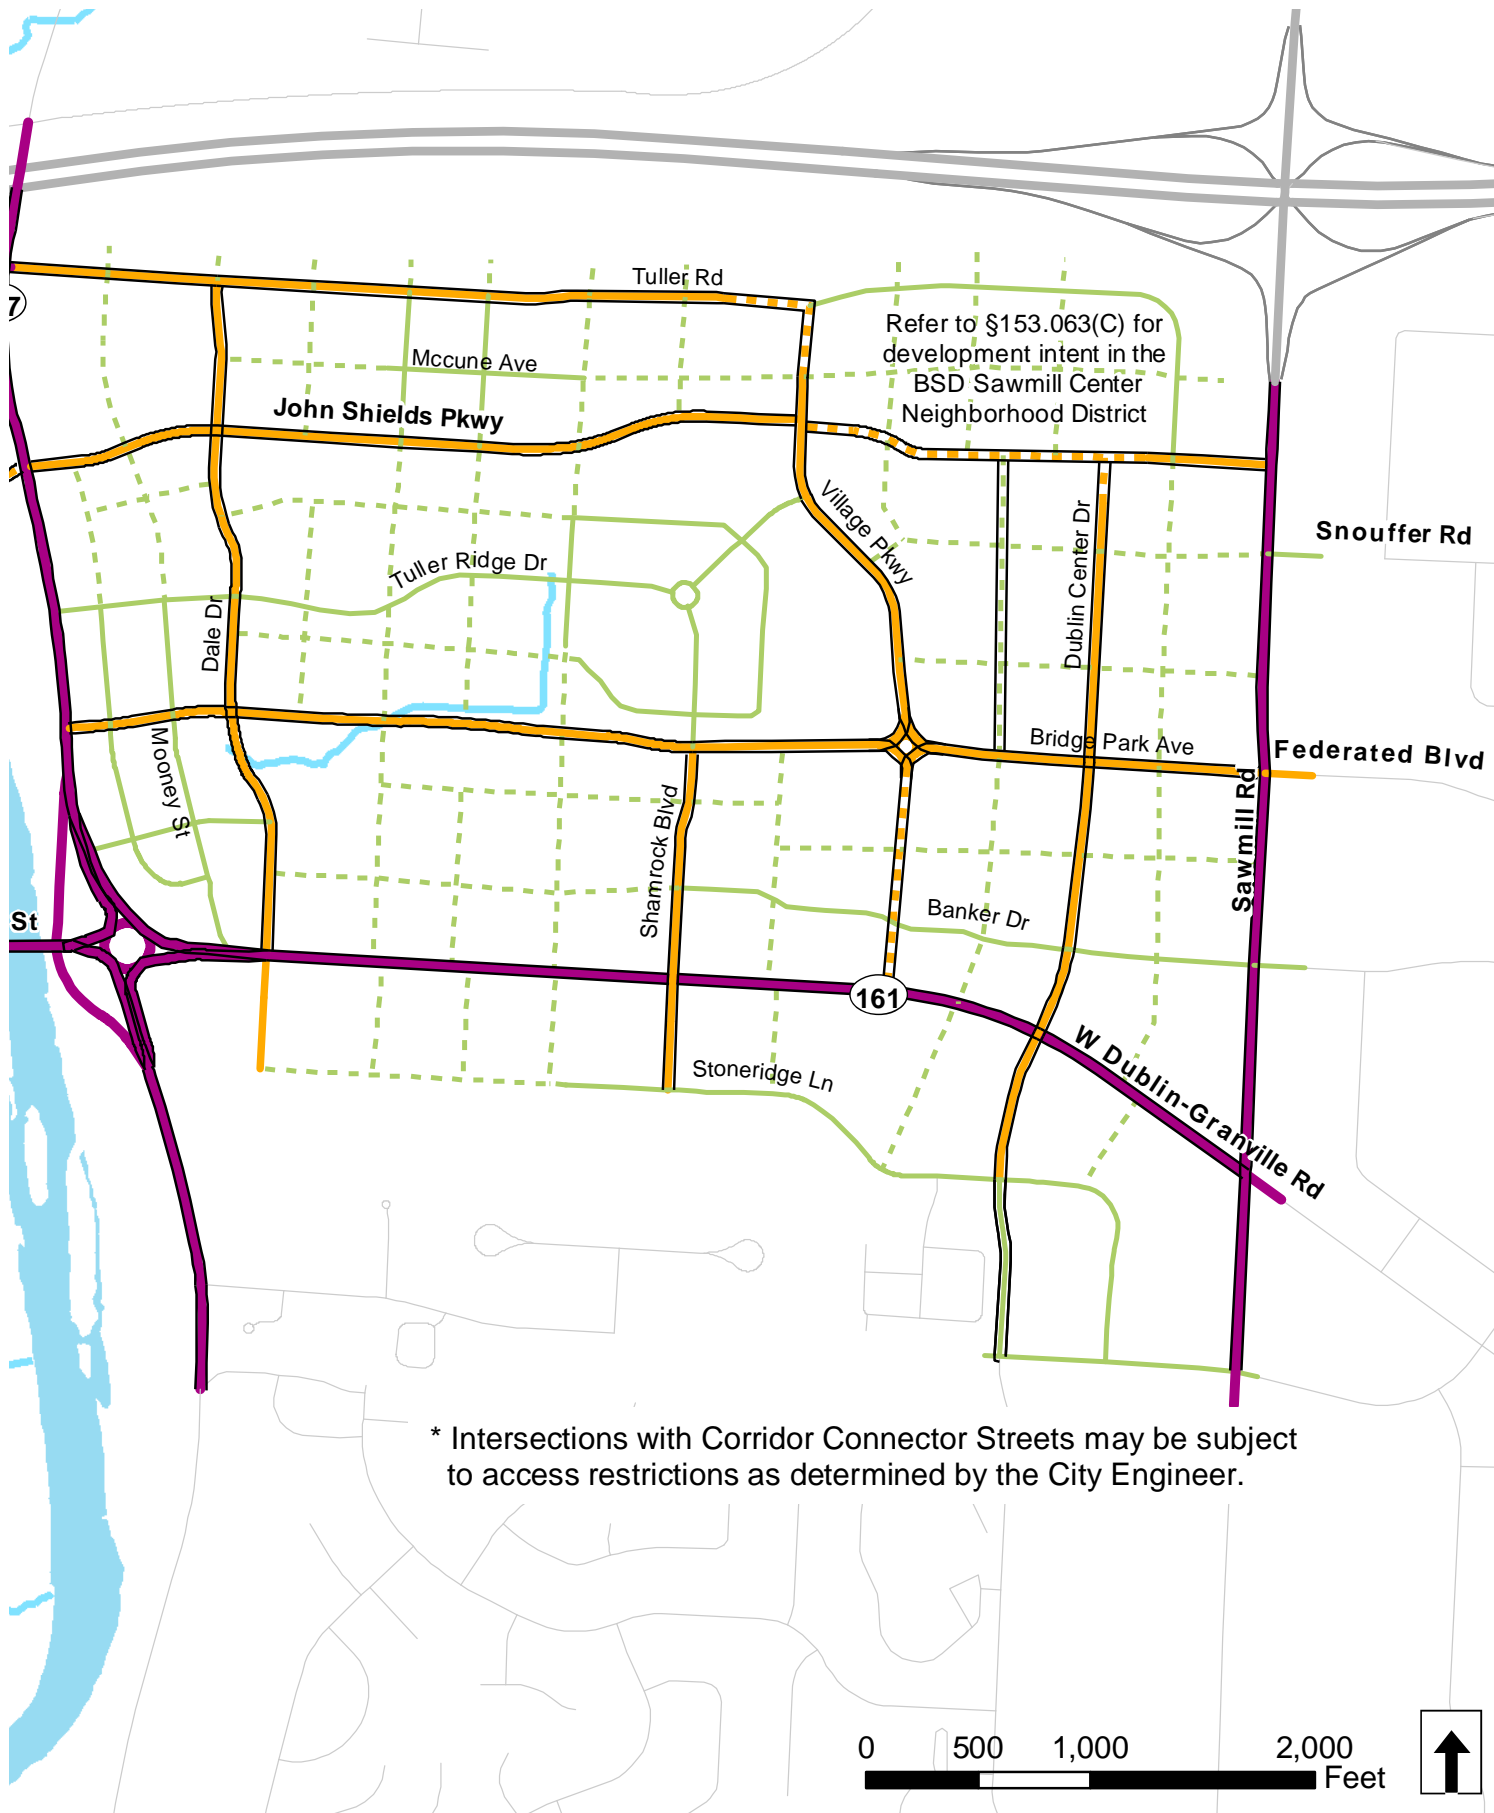 Tuller Rd
7
Refer to §153.063(C) for
development intent in the
BSD Sawmill Center
Neighborhood District
Mccune Ave
John Shields Pkwy
Village Pkwy
Dublin Center Dr
Snouffer Rd
Tuller Ridge Dr
Dale Dr
Mooney St
Bridge Park Ave
Federated Blvd
Sawmill Rd
Shamrock Blvd
St
Banker Dr
161
W Dublin-Granville Rd
Stoneridge Ln
* Intersections with Corridor Connector Streets may be subject
to access restrictions as determined by the City Engineer.
0 500 1,000 2,000
Feet